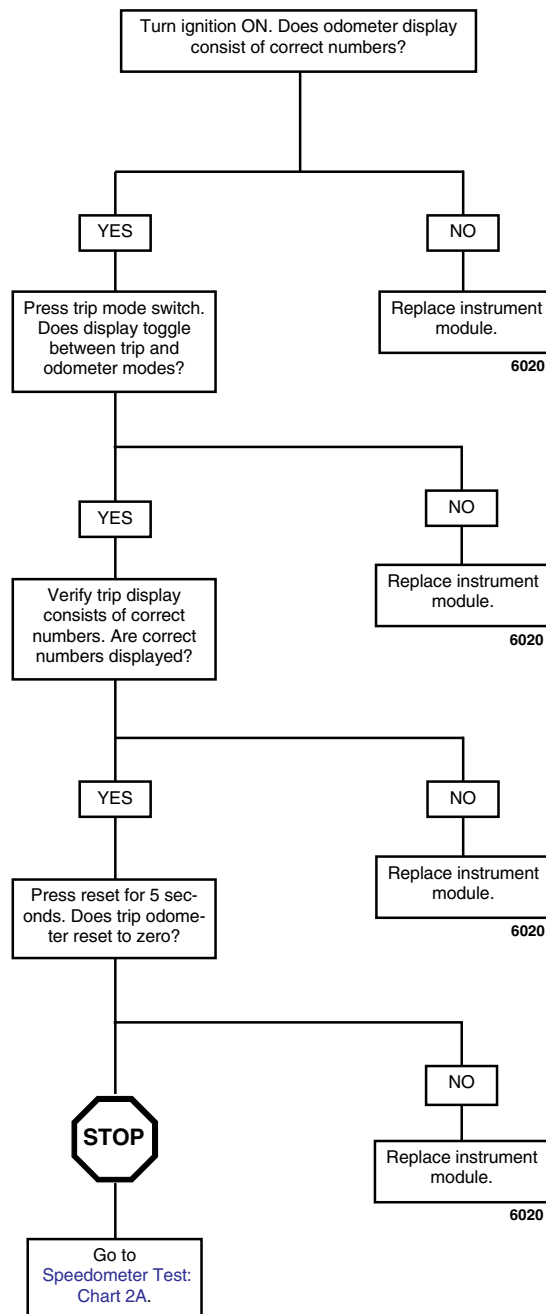 Turn ignition ON. Does odometer display
consist of correct numbers?
YES
NO
Press trip mode switch.
Does display toggle
between trip and
odometer modes?
Replace instrument
module.
6020
YES
NO
Verify trip display
consists of correct
numbers. Are correct
numbers displayed?
Replace instrument
module.
6020
YES
NO
Press reset for 5 sec-
onds. Does trip odome-
ter reset to zero?
Replace instrument
module.
6020
STOP
NO
Replace instrument
module.
6020
Go to
Speedometer Test:
Chart 2A.